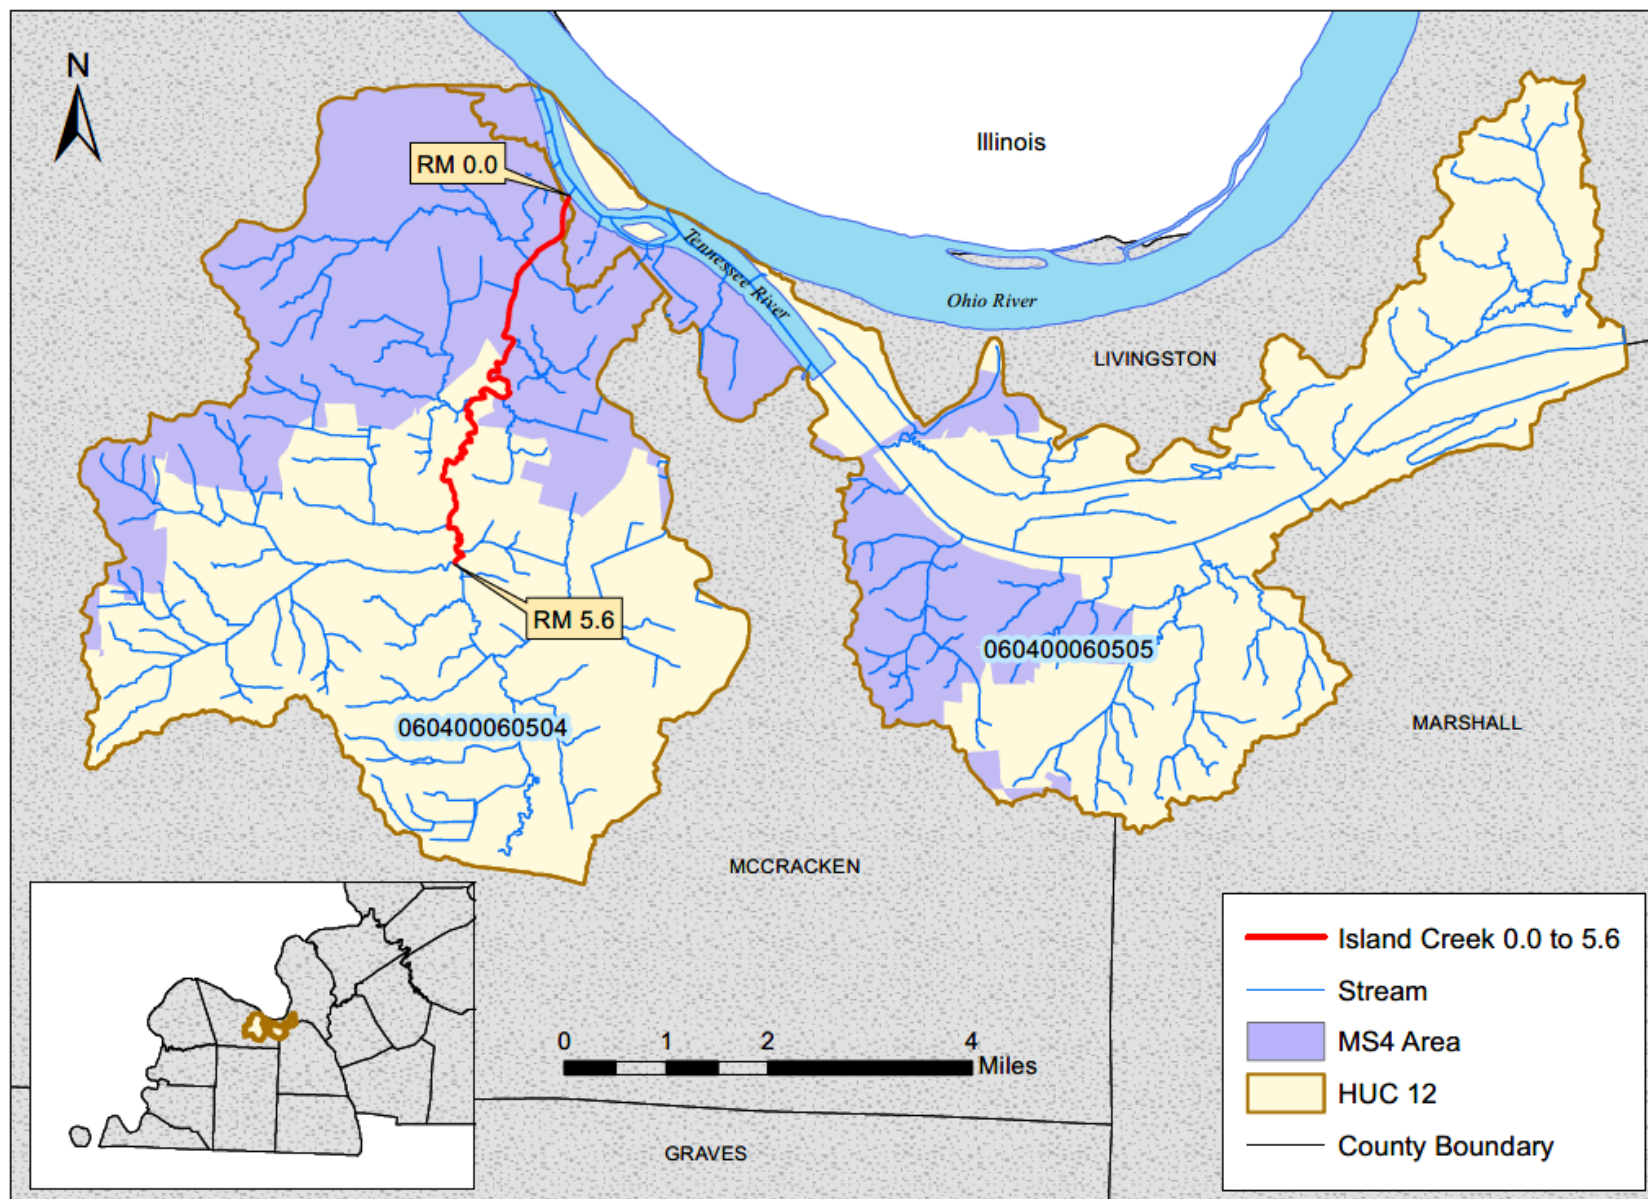 N
Illinois
RM 0.0
Tennessee River
Ohio River
LIVINGSTON
RM 5.6
060400060505
060400060504
MARSHALL
MCCRACKEN
0 1 2 4
Miles
GRAVES
Island Creek 0.0 to 5.6
Stream
MS4 Area
HUC 12
County Boundary